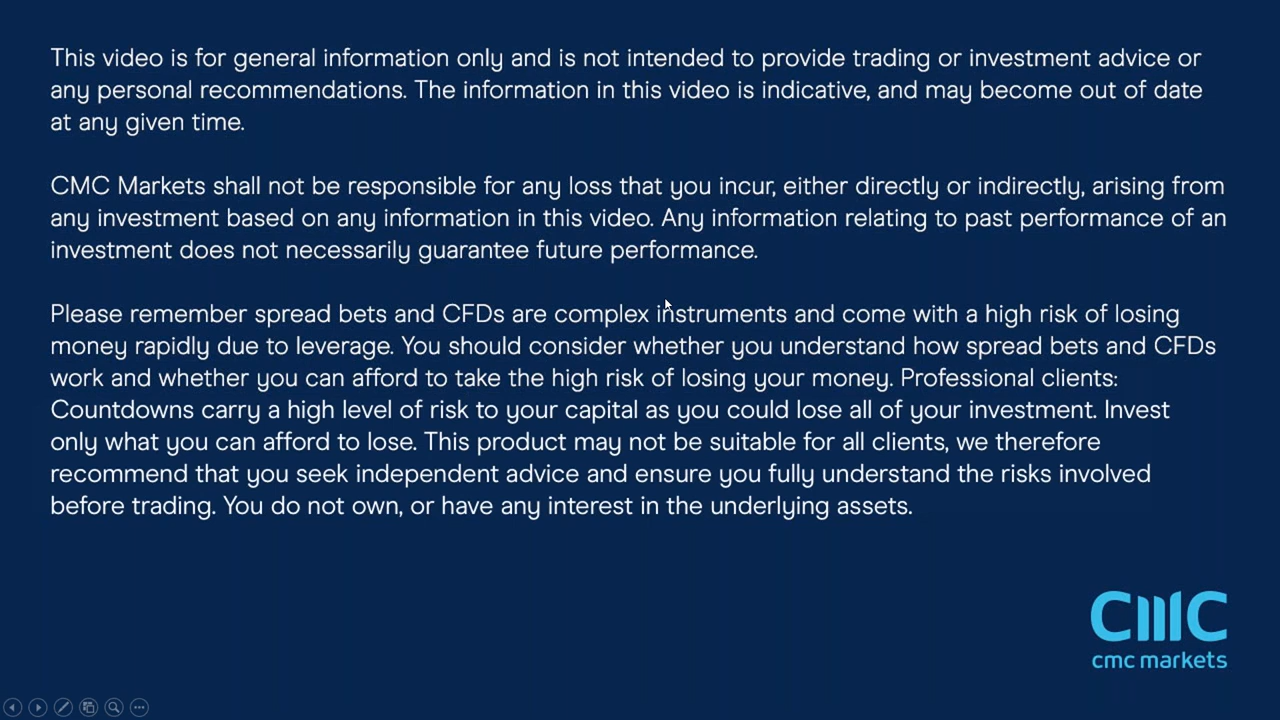 This video is for general information only and is not intended to provide trading or investment advice or
any personal recommendations. The information in this video is indicative, and may become out of date
at any given time.
CMC Markets shall not be responsible for any loss that you incur, either directly or indirectly, arising from
any investment based on any information in this video. Any information relating to past performance of an
investment does not necessarily guarantee future performance.
Please remember spread bets and CFDs are complex instruments and come with a high risk of losing
money rapidly due to leverage. You should consider whether you understand how spread bets and CFDs
work and whether you can afford to take the high risk of losing your money. Professional clients:
Countdowns carry a high level of risk to your capital as you could lose all of your investment. Invest
only what you can afford to lose. This product may not be suitable for all clients, we therefore
recommend that you seek independent advice and ensure you fully understand the risks involved
before trading. You do not own, or have any interest in the underlying assets.
CMC
cmc markets